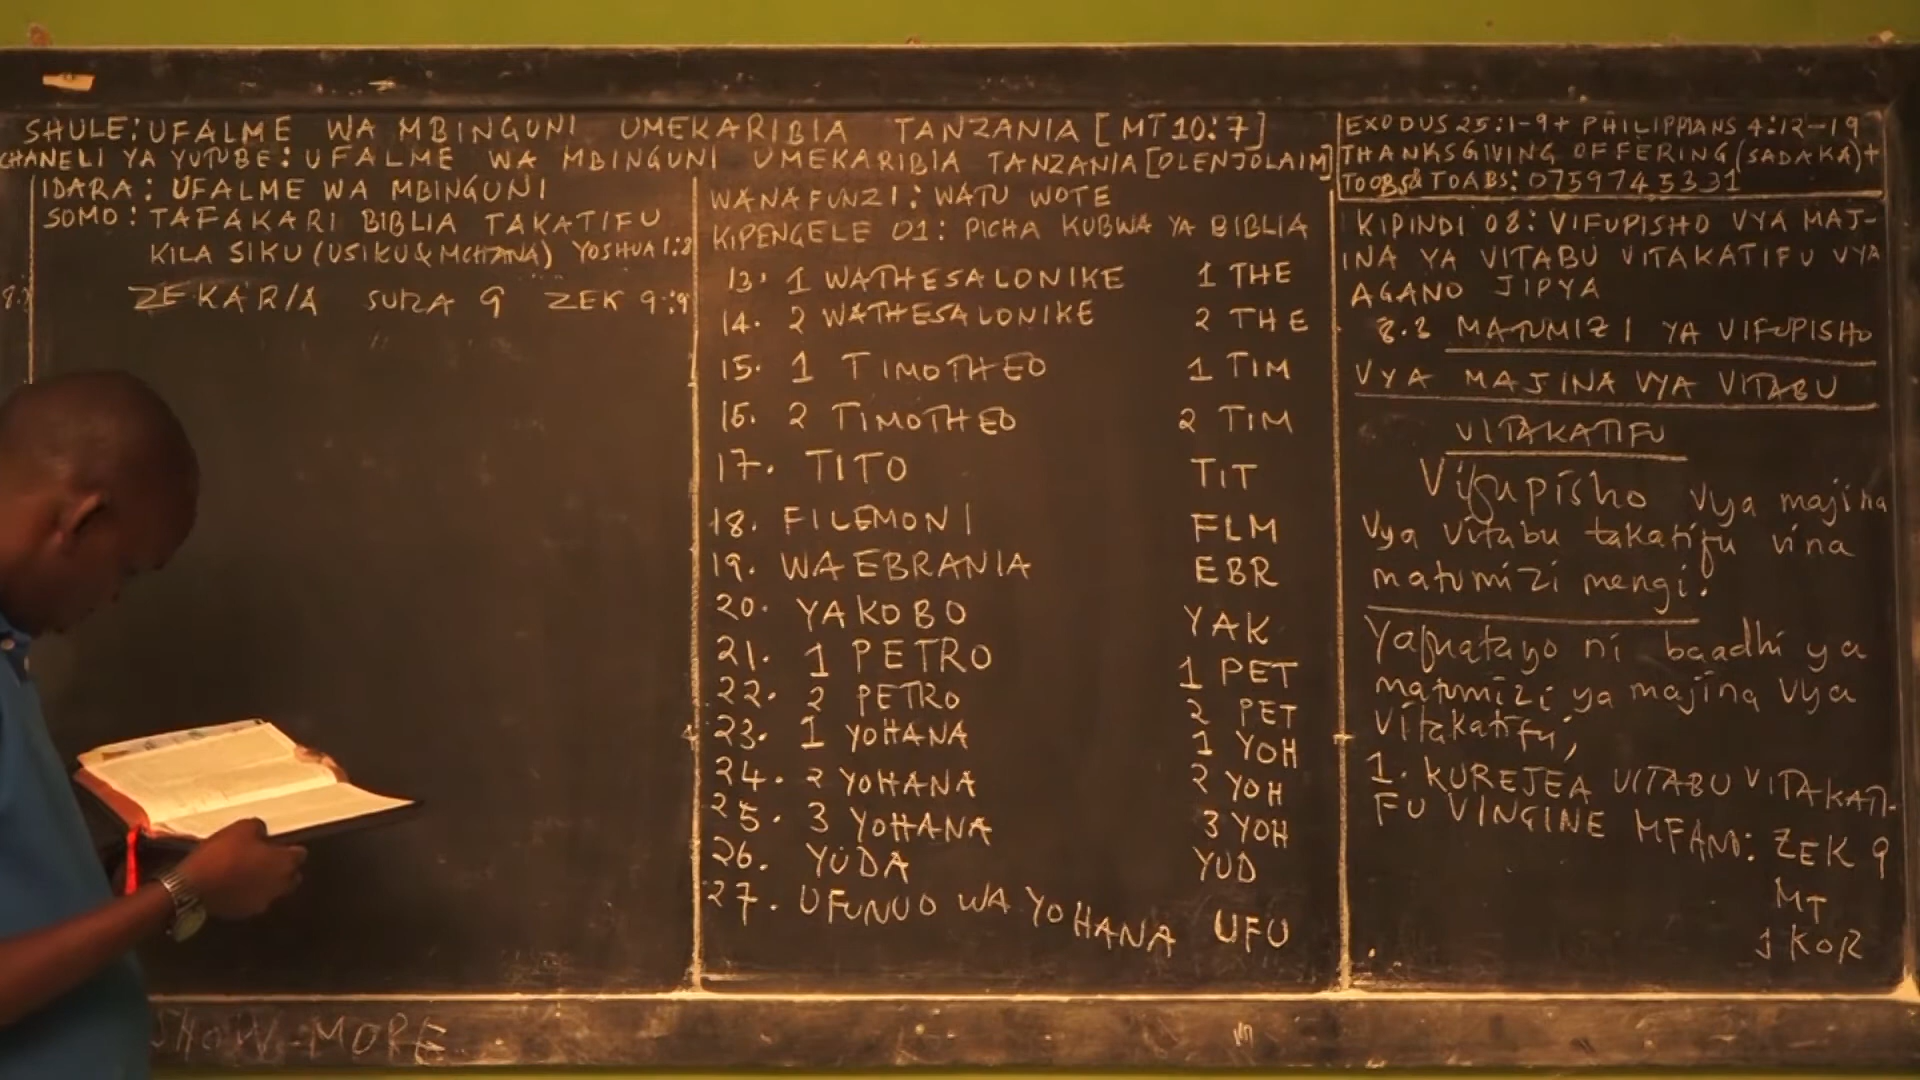 SHULE: UFALME WA MBINGUNI UMEKARIBIA TANZANIA [MT 10:7]
CHANELI YA YUTUBE: UFALME WA MBINGUNI UMEKARIBIA TANZANIA [OLENJOLAIM]
IDARA: UFALME WA MBINGUNI
SOMO: TAFAKARI BIBLIA TAKATIFU
KILA SIKU (USIKU & MCHANA) YOSHUA 1:8
ZEKARIA SURA 9 ZEK 9:9
WANAFUNZI: WATU WOTE
KIPENGELE 01: PICHA KUBWA YA BIBLIA
13. 1 WATHESALONIKE 1 THE
14. 2 WATHESALONIKE 2 THE
15. 1 TIMOTHEO 1 TIM
16. 2 TIMOTHEO 2 TIM
17. TITO TIT
18. FILEMONI FLM
19. WAEBRANIA EBR
20. YAKOBO YAK
21. 1 PETRO 1 PET
22. 2 PETRO 2 PET
23. 1 YOHANA 1 YOH
24. 2 YOHANA 2 YOH
25. 3 YOHANA 3 YOH
26. YUDA YUD
27. UFUNUO WA YOHANA UFU
EXODUS 25:1-9 + PHILIPPIANS 4:12-19
THANKSGIVING OFFERING (SADAKA) +
TOOBS & TOABS: 0759745331
KIPINDI 08: VIFUPISHO VYA MAJ-
INA YA VITABU VITAKATIFU VYA
AGANO JIPYA
8.2 MATUMIZI YA VIFUPISHO
VYA MAJINA VYA VITABU
VITAKATIFU
Vifupisho vya majina
vya vitabu takatifu vina
matumizi mengi.
Yafuatayo ni baadhi ya
matumizi ya majina vya
vitakatifu;
1. KUREJEA VITABU VITAKATI-
FU VINGINE MFANO: ZEK 9
MT
1 KOR
SHOW MORE